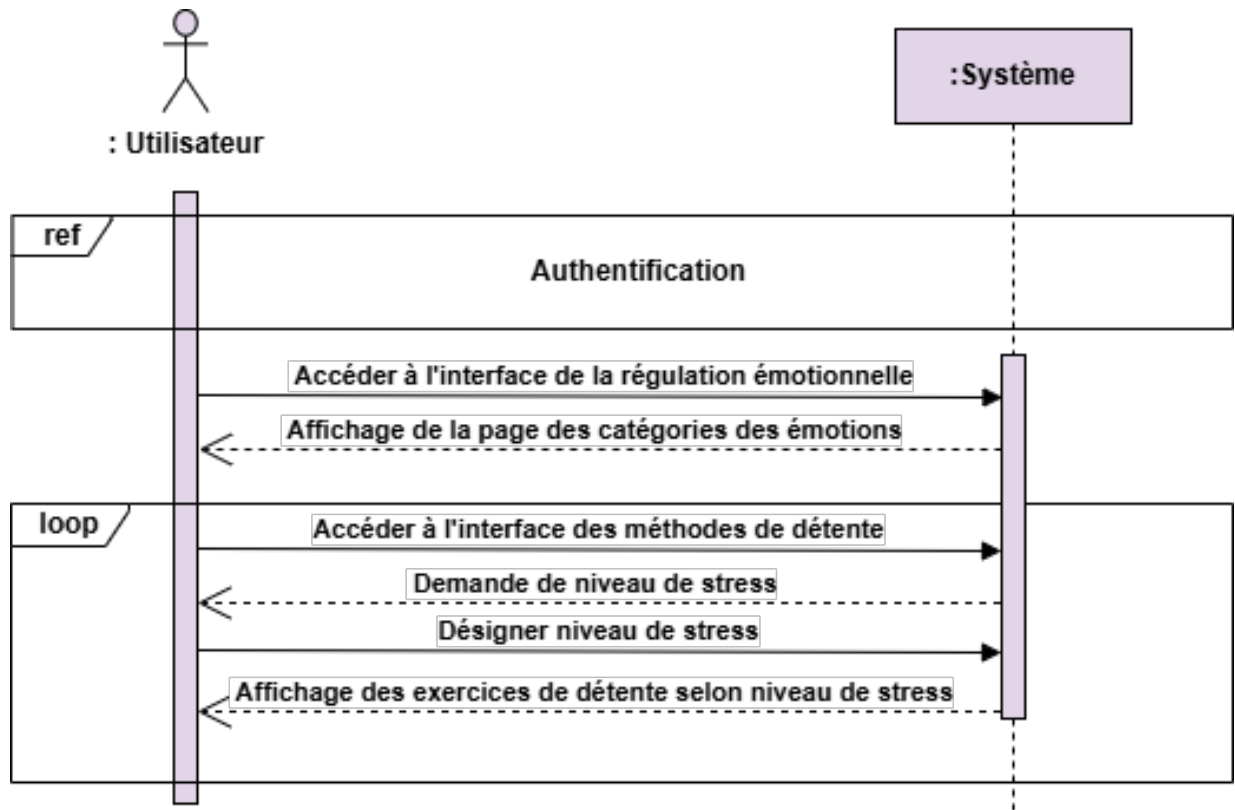 : Utilisateur
:Système
ref
Authentification
Accéder à l'interface de la régulation émotionnelle
Affichage de la page des catégories des émotions
loop
Accéder à l'interface des méthodes de détente
Demande de niveau de stress
Désigner niveau de stress
Affichage des exercices de détente selon niveau de stress